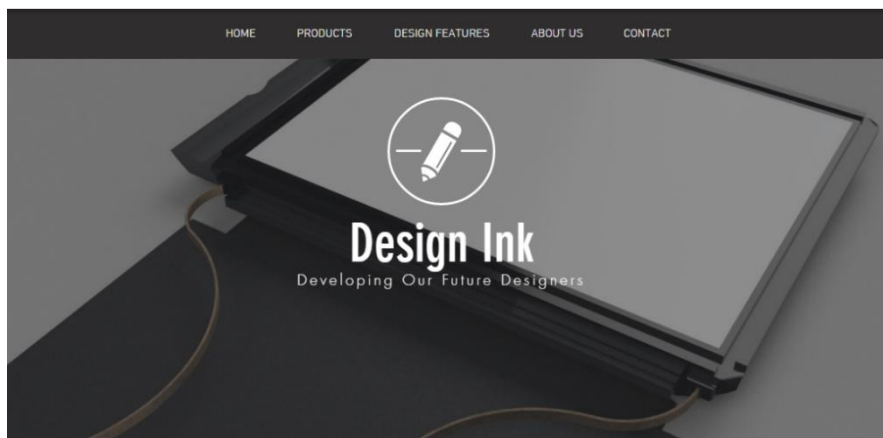 HOME PRODUCTS DESIGN FEATURES ABOUT US CONTACT
Design Ink
Developing Our Future Designers